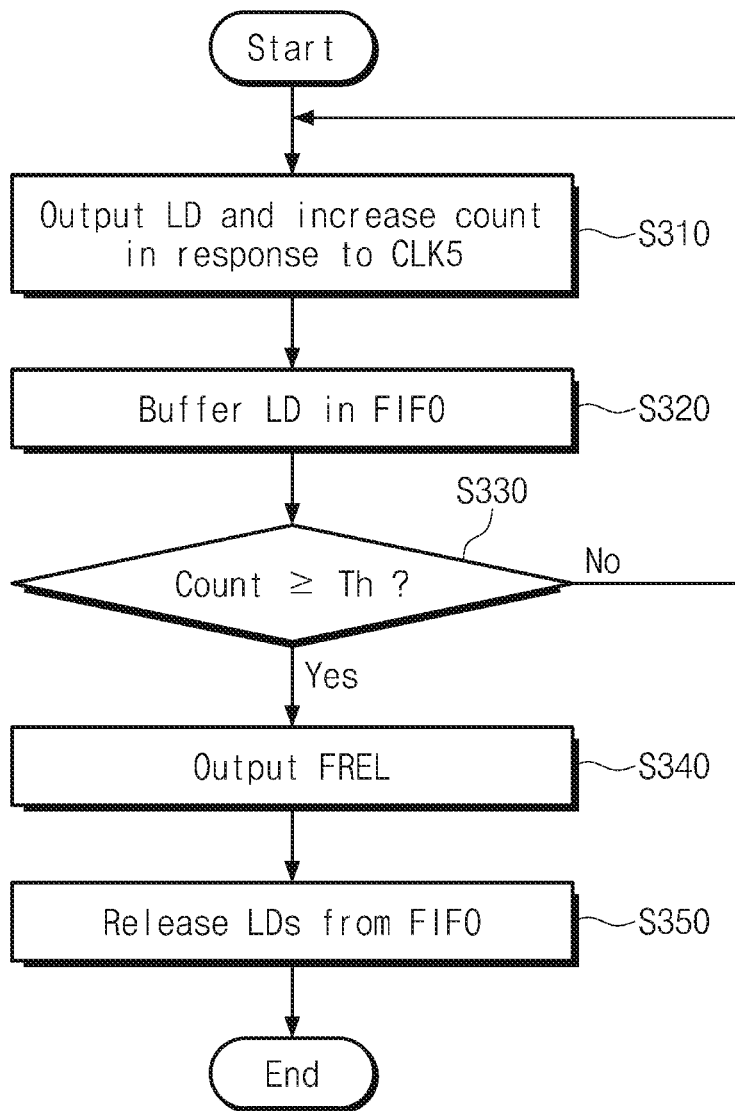 Start
Output LD and increase count
in response to CLK5
S310
Buffer LD in FIFO
S320
S330
Count ≥ Th ?
No
Yes
Output FREL
S340
Release LDs from FIFO
S350
End